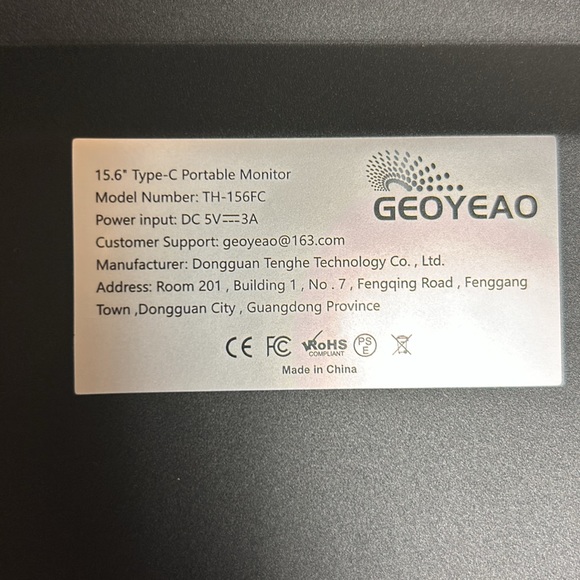 GEOYEAO
15.6" Type-C Portable Monitor
Model Number: TH-156FC
Power input: DC 5V⎓3A
Customer Support: geoyeao@163.com
Manufacturer: Dongguan Tenghe Technology Co. , Ltd.
Address: Room 201 , Building 1 , No . 7 , Fengqing Road , Fenggang
Town ,Dongguan City , Guangdong Province
CE FC RoHS PSE
COMPLIANT
Made in China